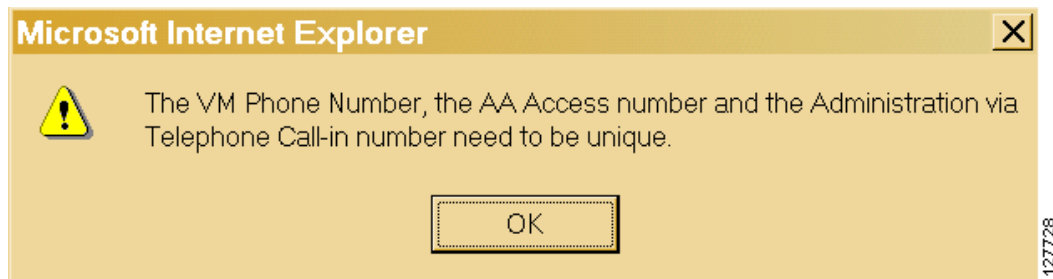 Microsoft Internet Explorer
The VM Phone Number, the AA Access number and the Administration via
Telephone Call-in number need to be unique.
OK
127728